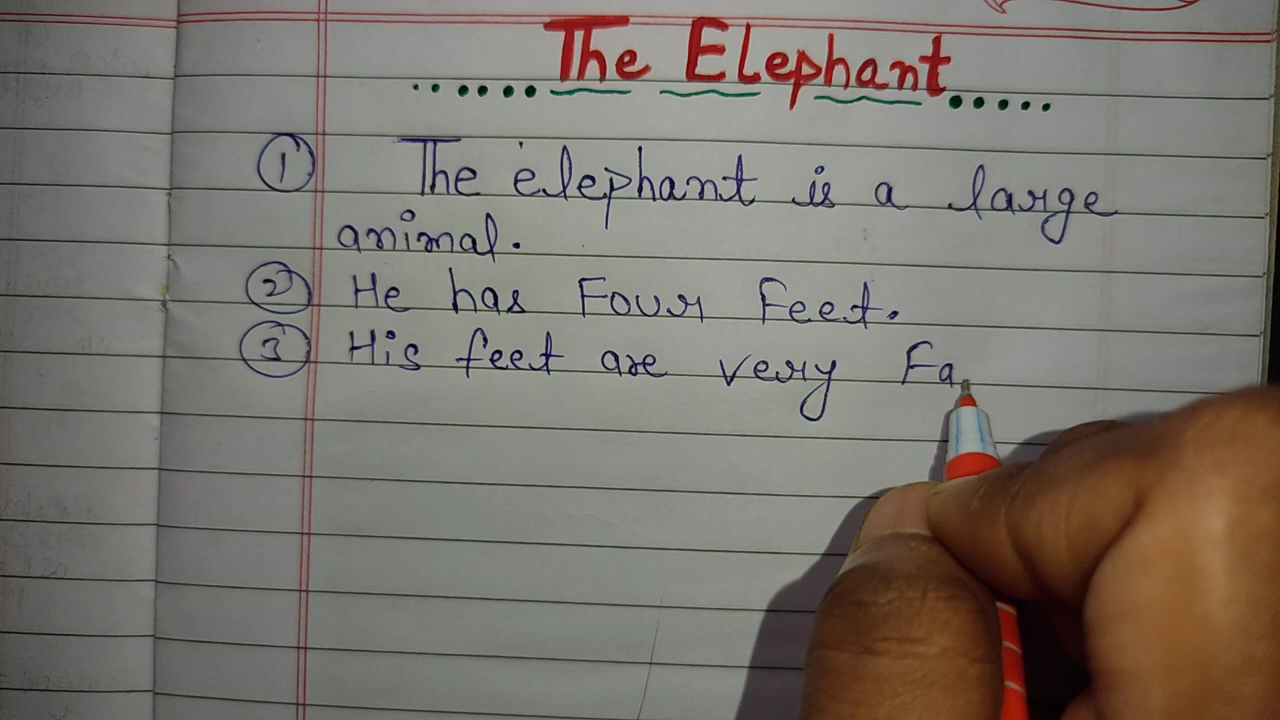 The Elephant
① The elephant is a large
animal.
② He has Four Feet.
③ His feet are very Fa